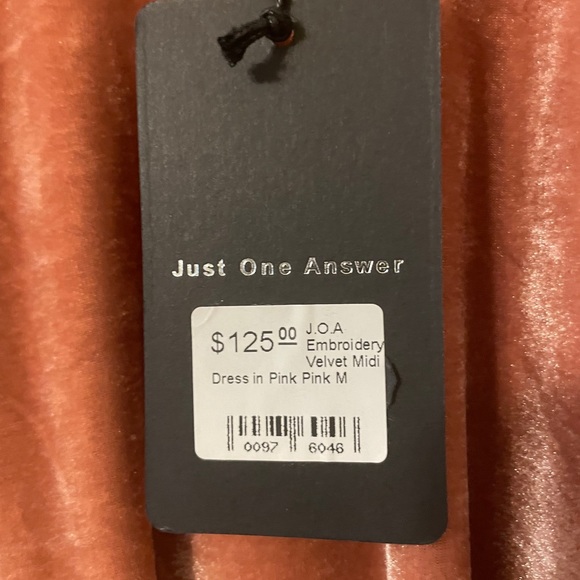 Just One Answer
$125.00 J.O.A
Embroidery
Velvet Midi
Dress in Pink Pink M
0097 6046